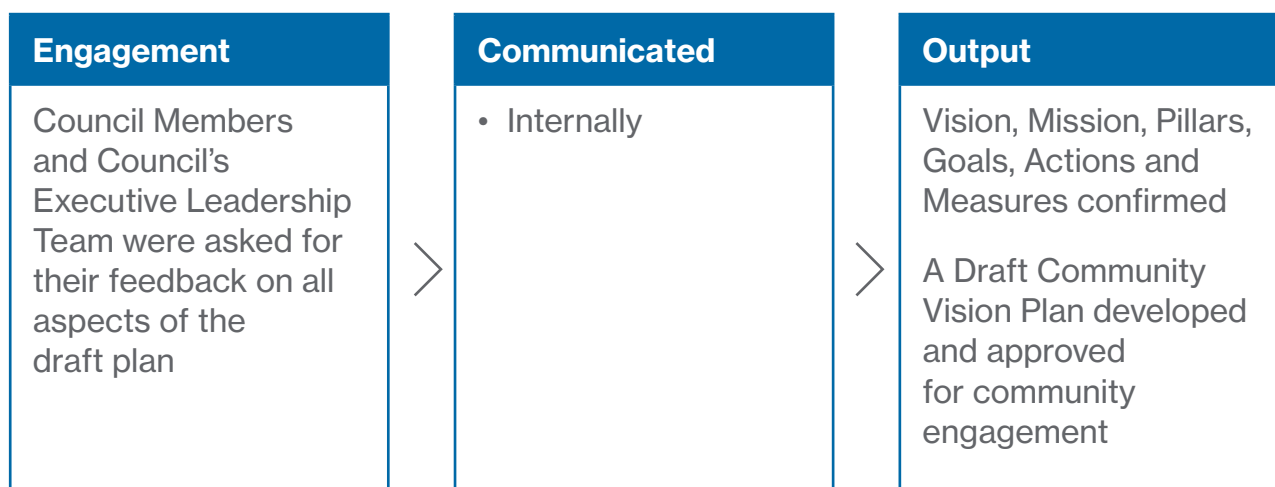 Engagement
Council Members
and Council’s
Executive Leadership
Team were asked for
their feedback on all
aspects of the
draft plan
Communicated
• Internally
Output
Vision, Mission, Pillars,
Goals, Actions and
Measures confirmed
A Draft Community
Vision Plan developed
and approved
for community
engagement